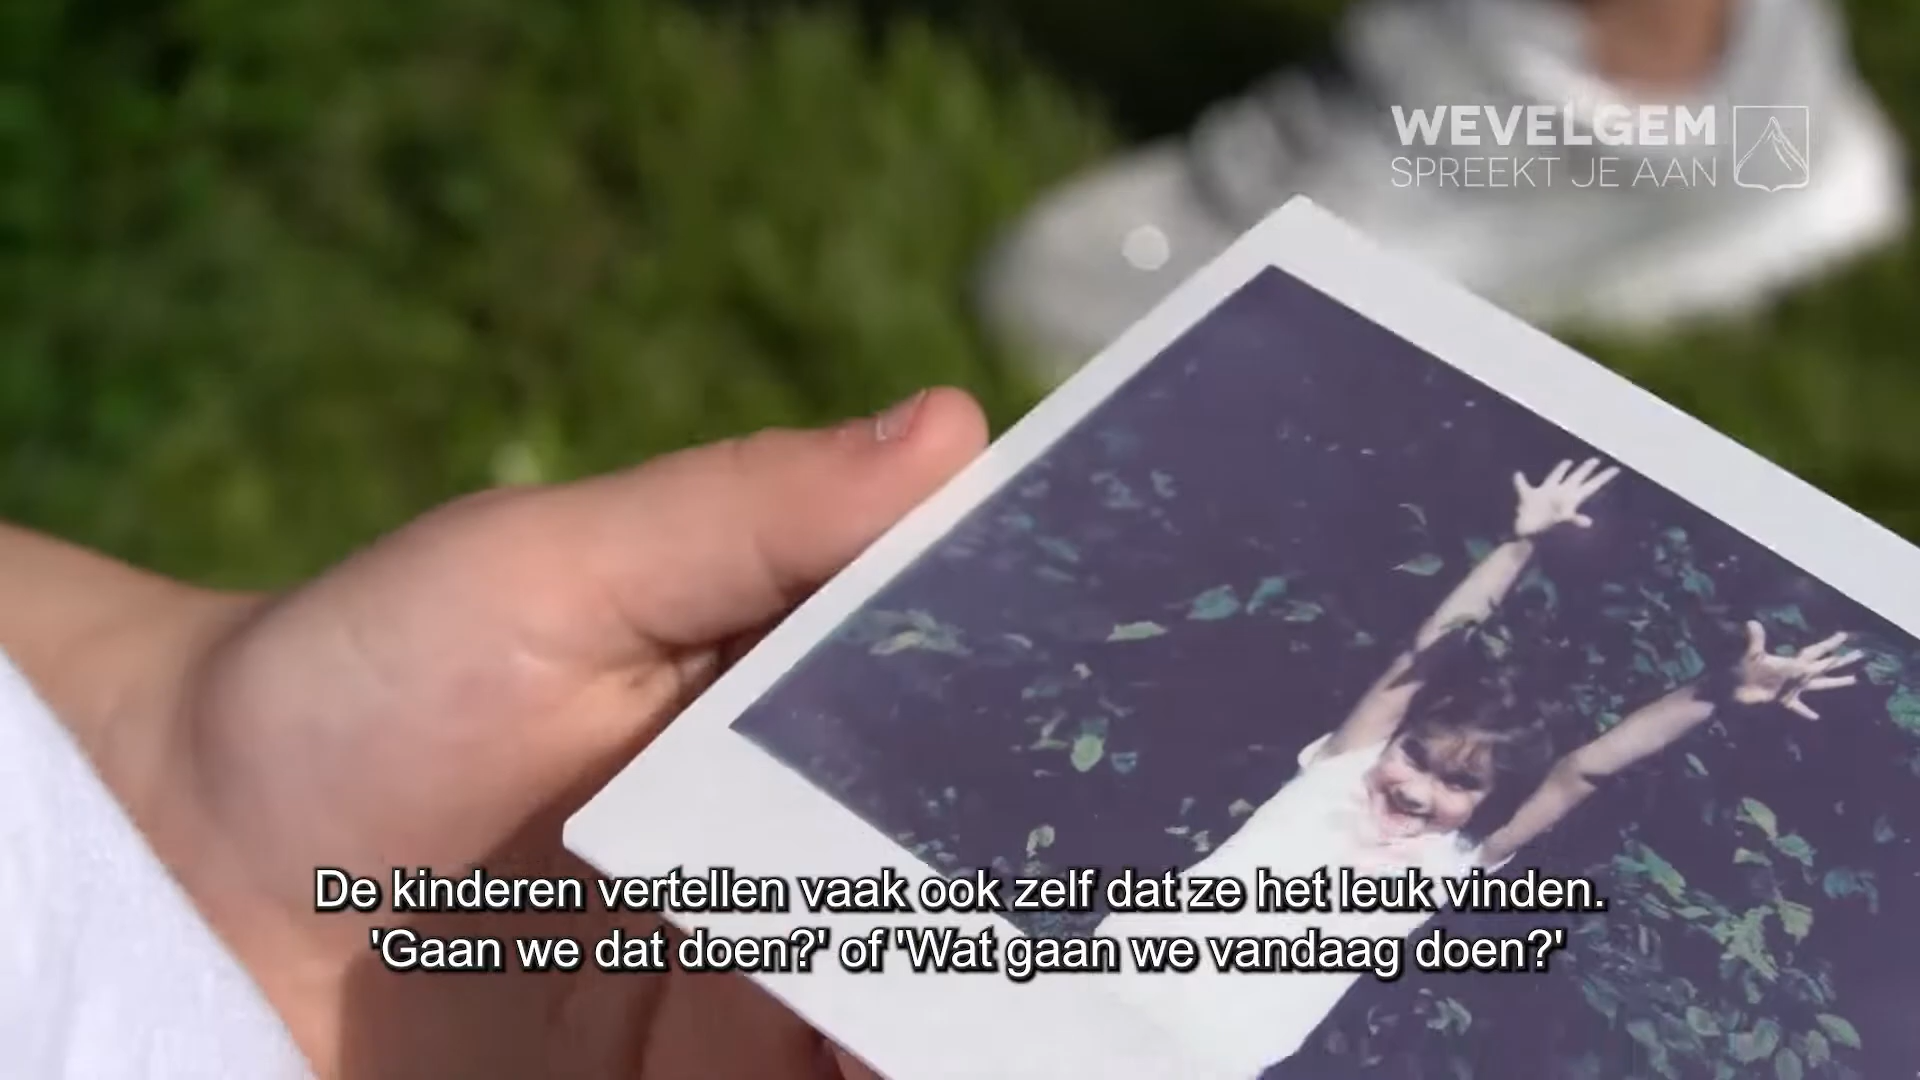 WEVELGEM
SPREEKT JE AAN
De kinderen vertellen vaak ook zelf dat ze het leuk vinden.
'Gaan we dat doen?' of 'Wat gaan we vandaag doen?'